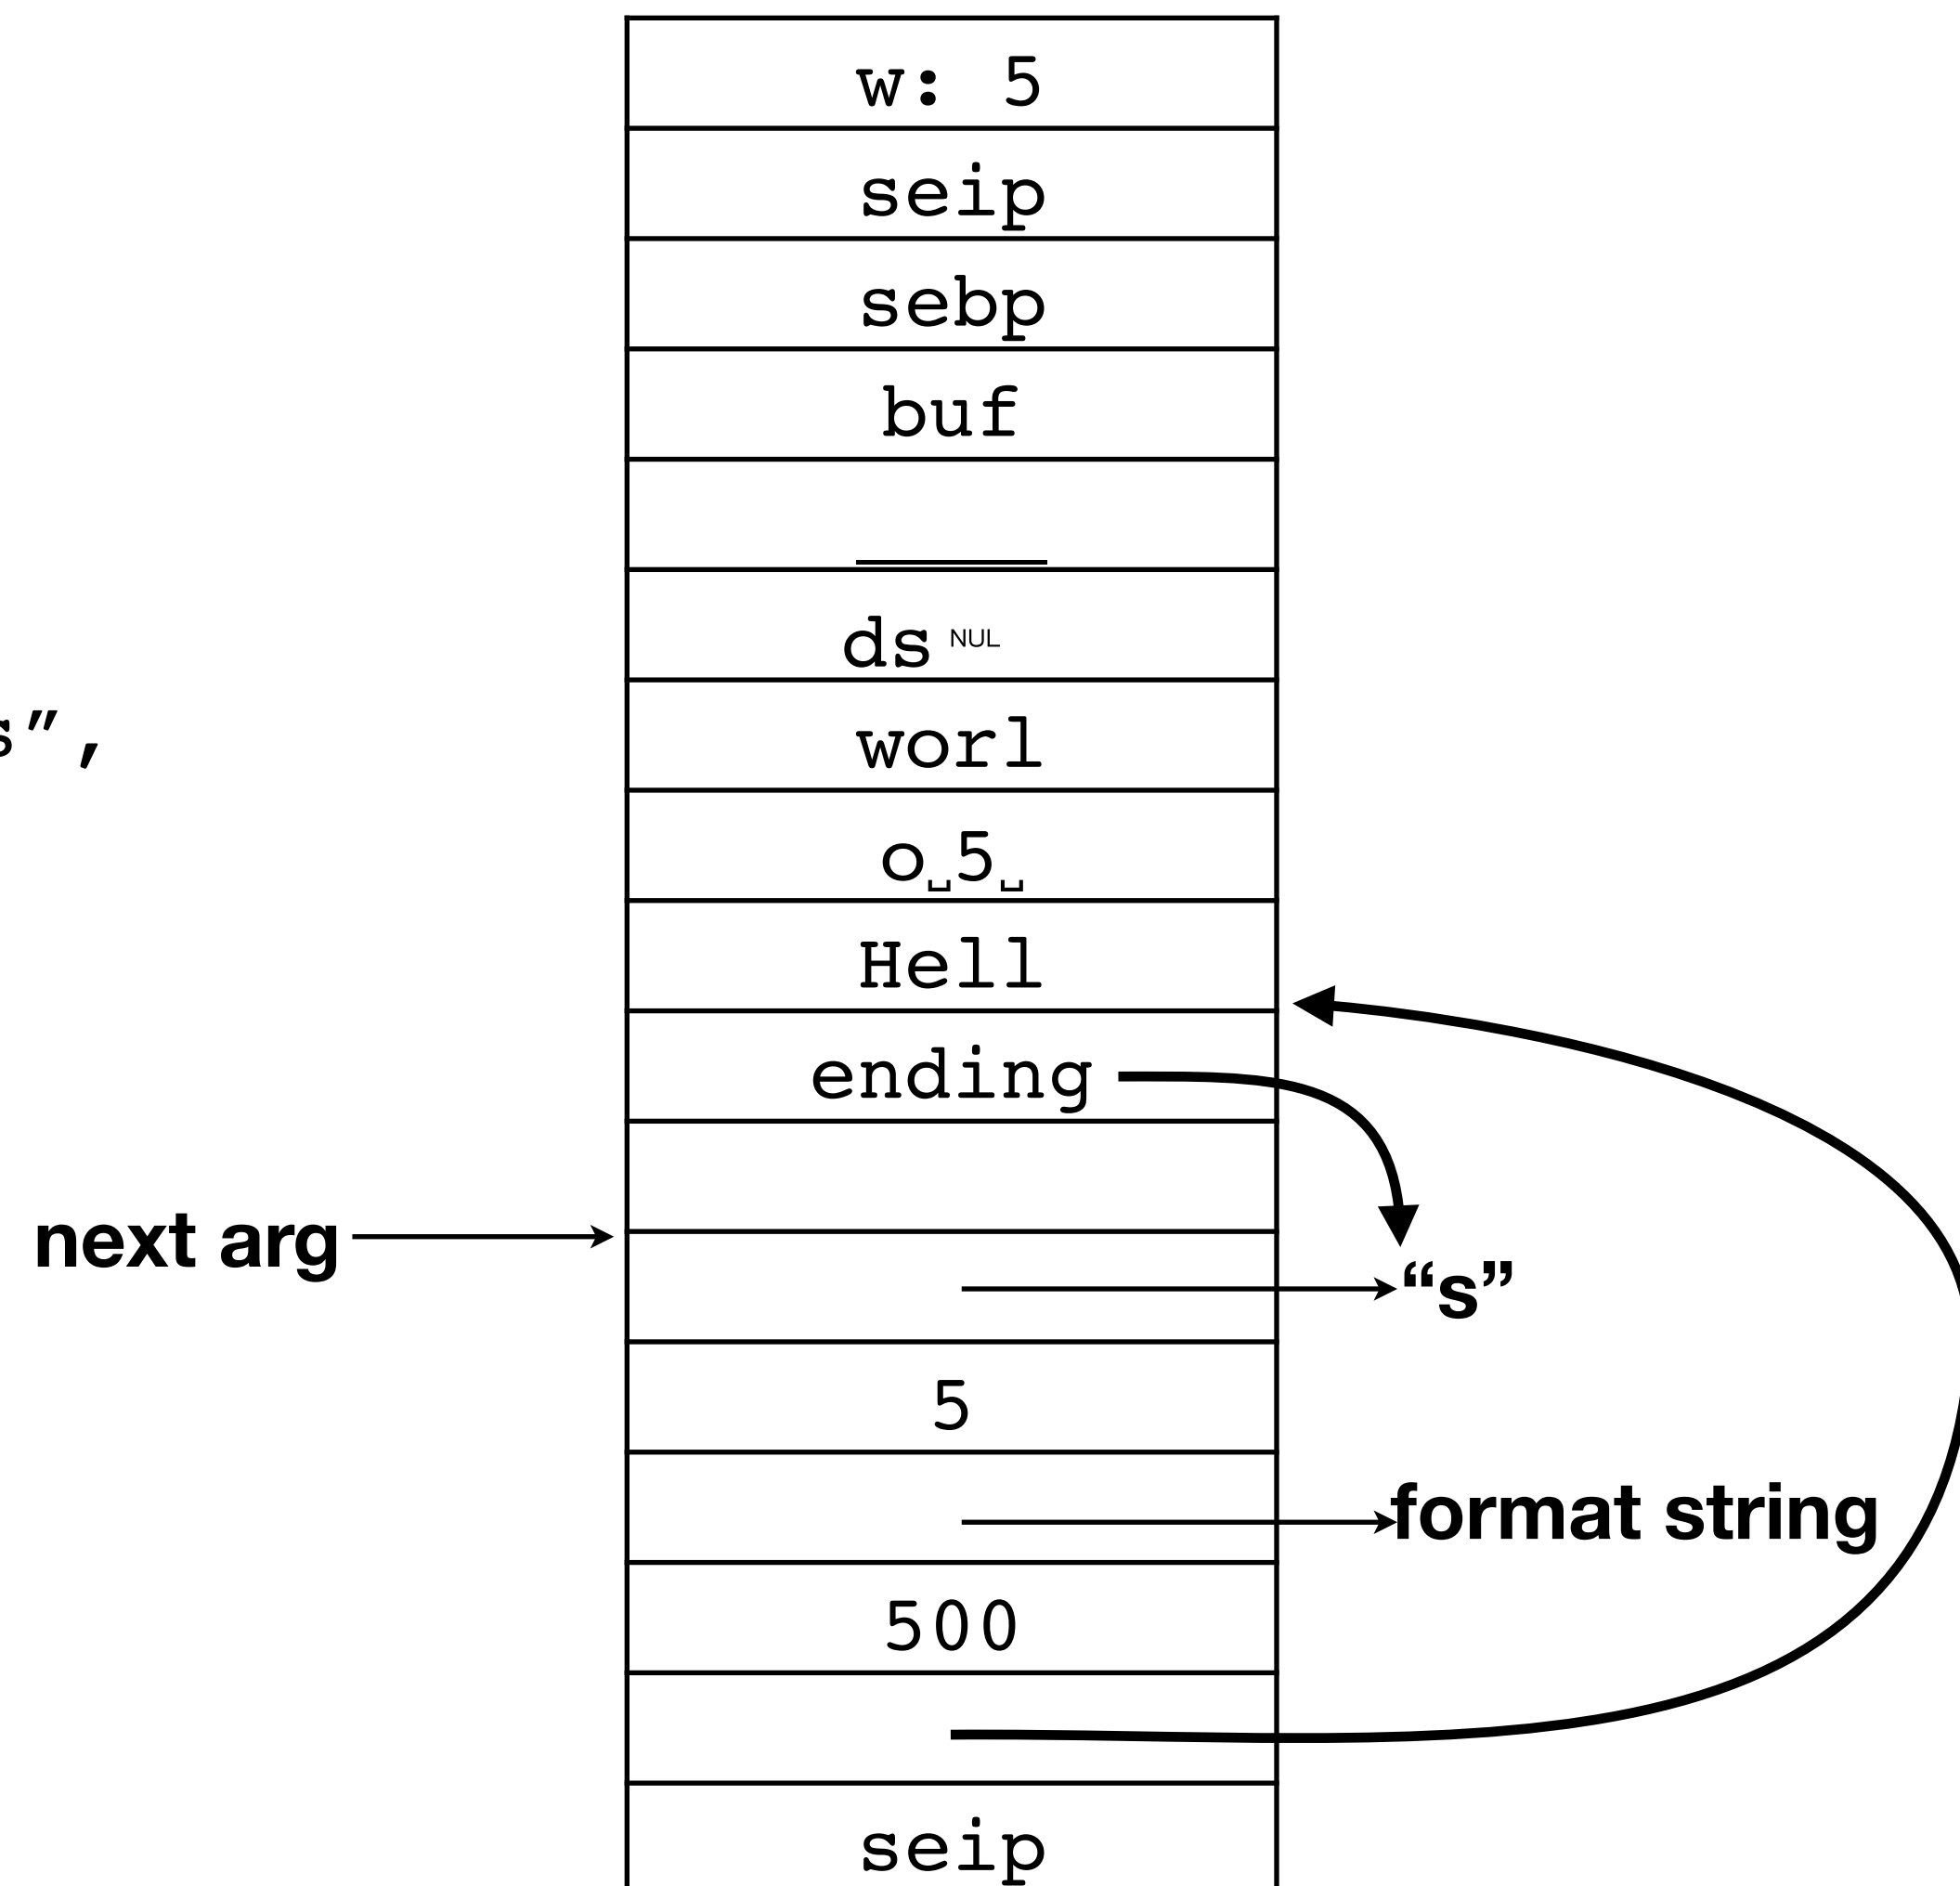 w: 5
seip
sebp
buf
ds NUL
worl
s”,
o␣5␣
Hell
ending
next arg
“s”
5
format string
500
seip